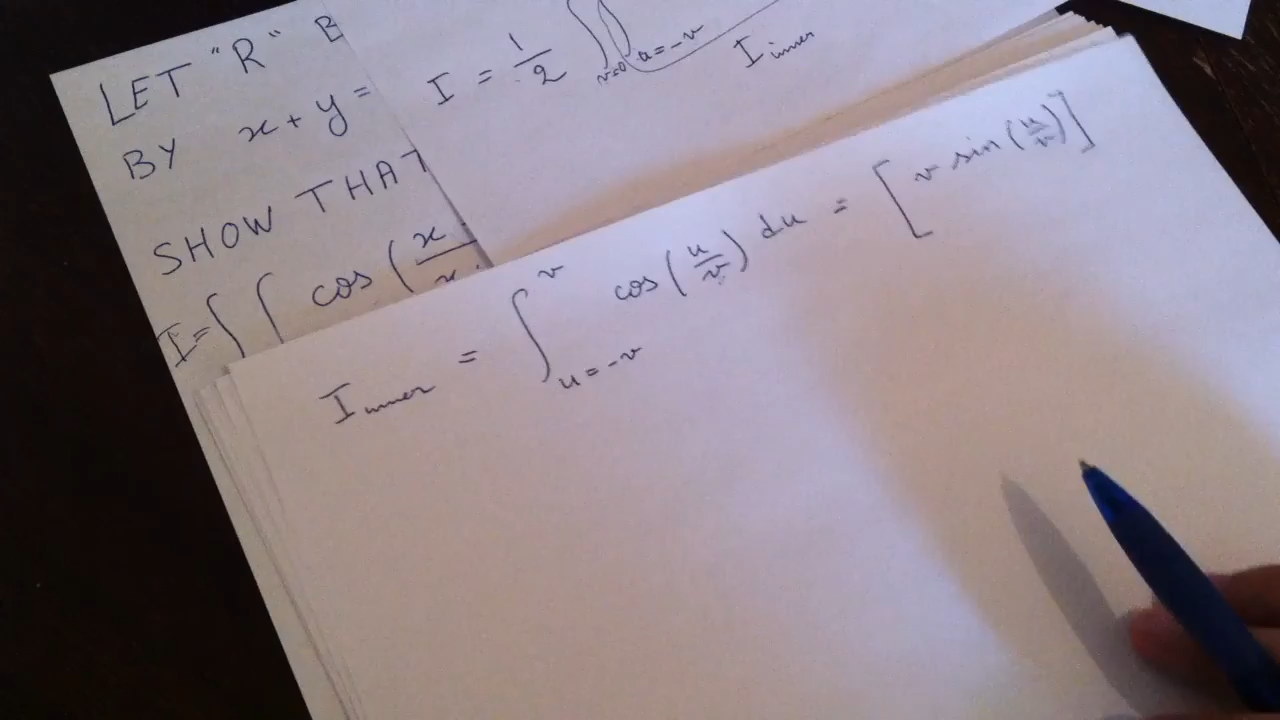 LET "R" B
BY x + y =
SHOW THAT
I = ∫∫ cos ( x
I = 1/2 ∫∫ v=0 u=-v
I inner
I inner = ∫ u=-v ^v cos (u/v) du = [ v sin (u/v) ]